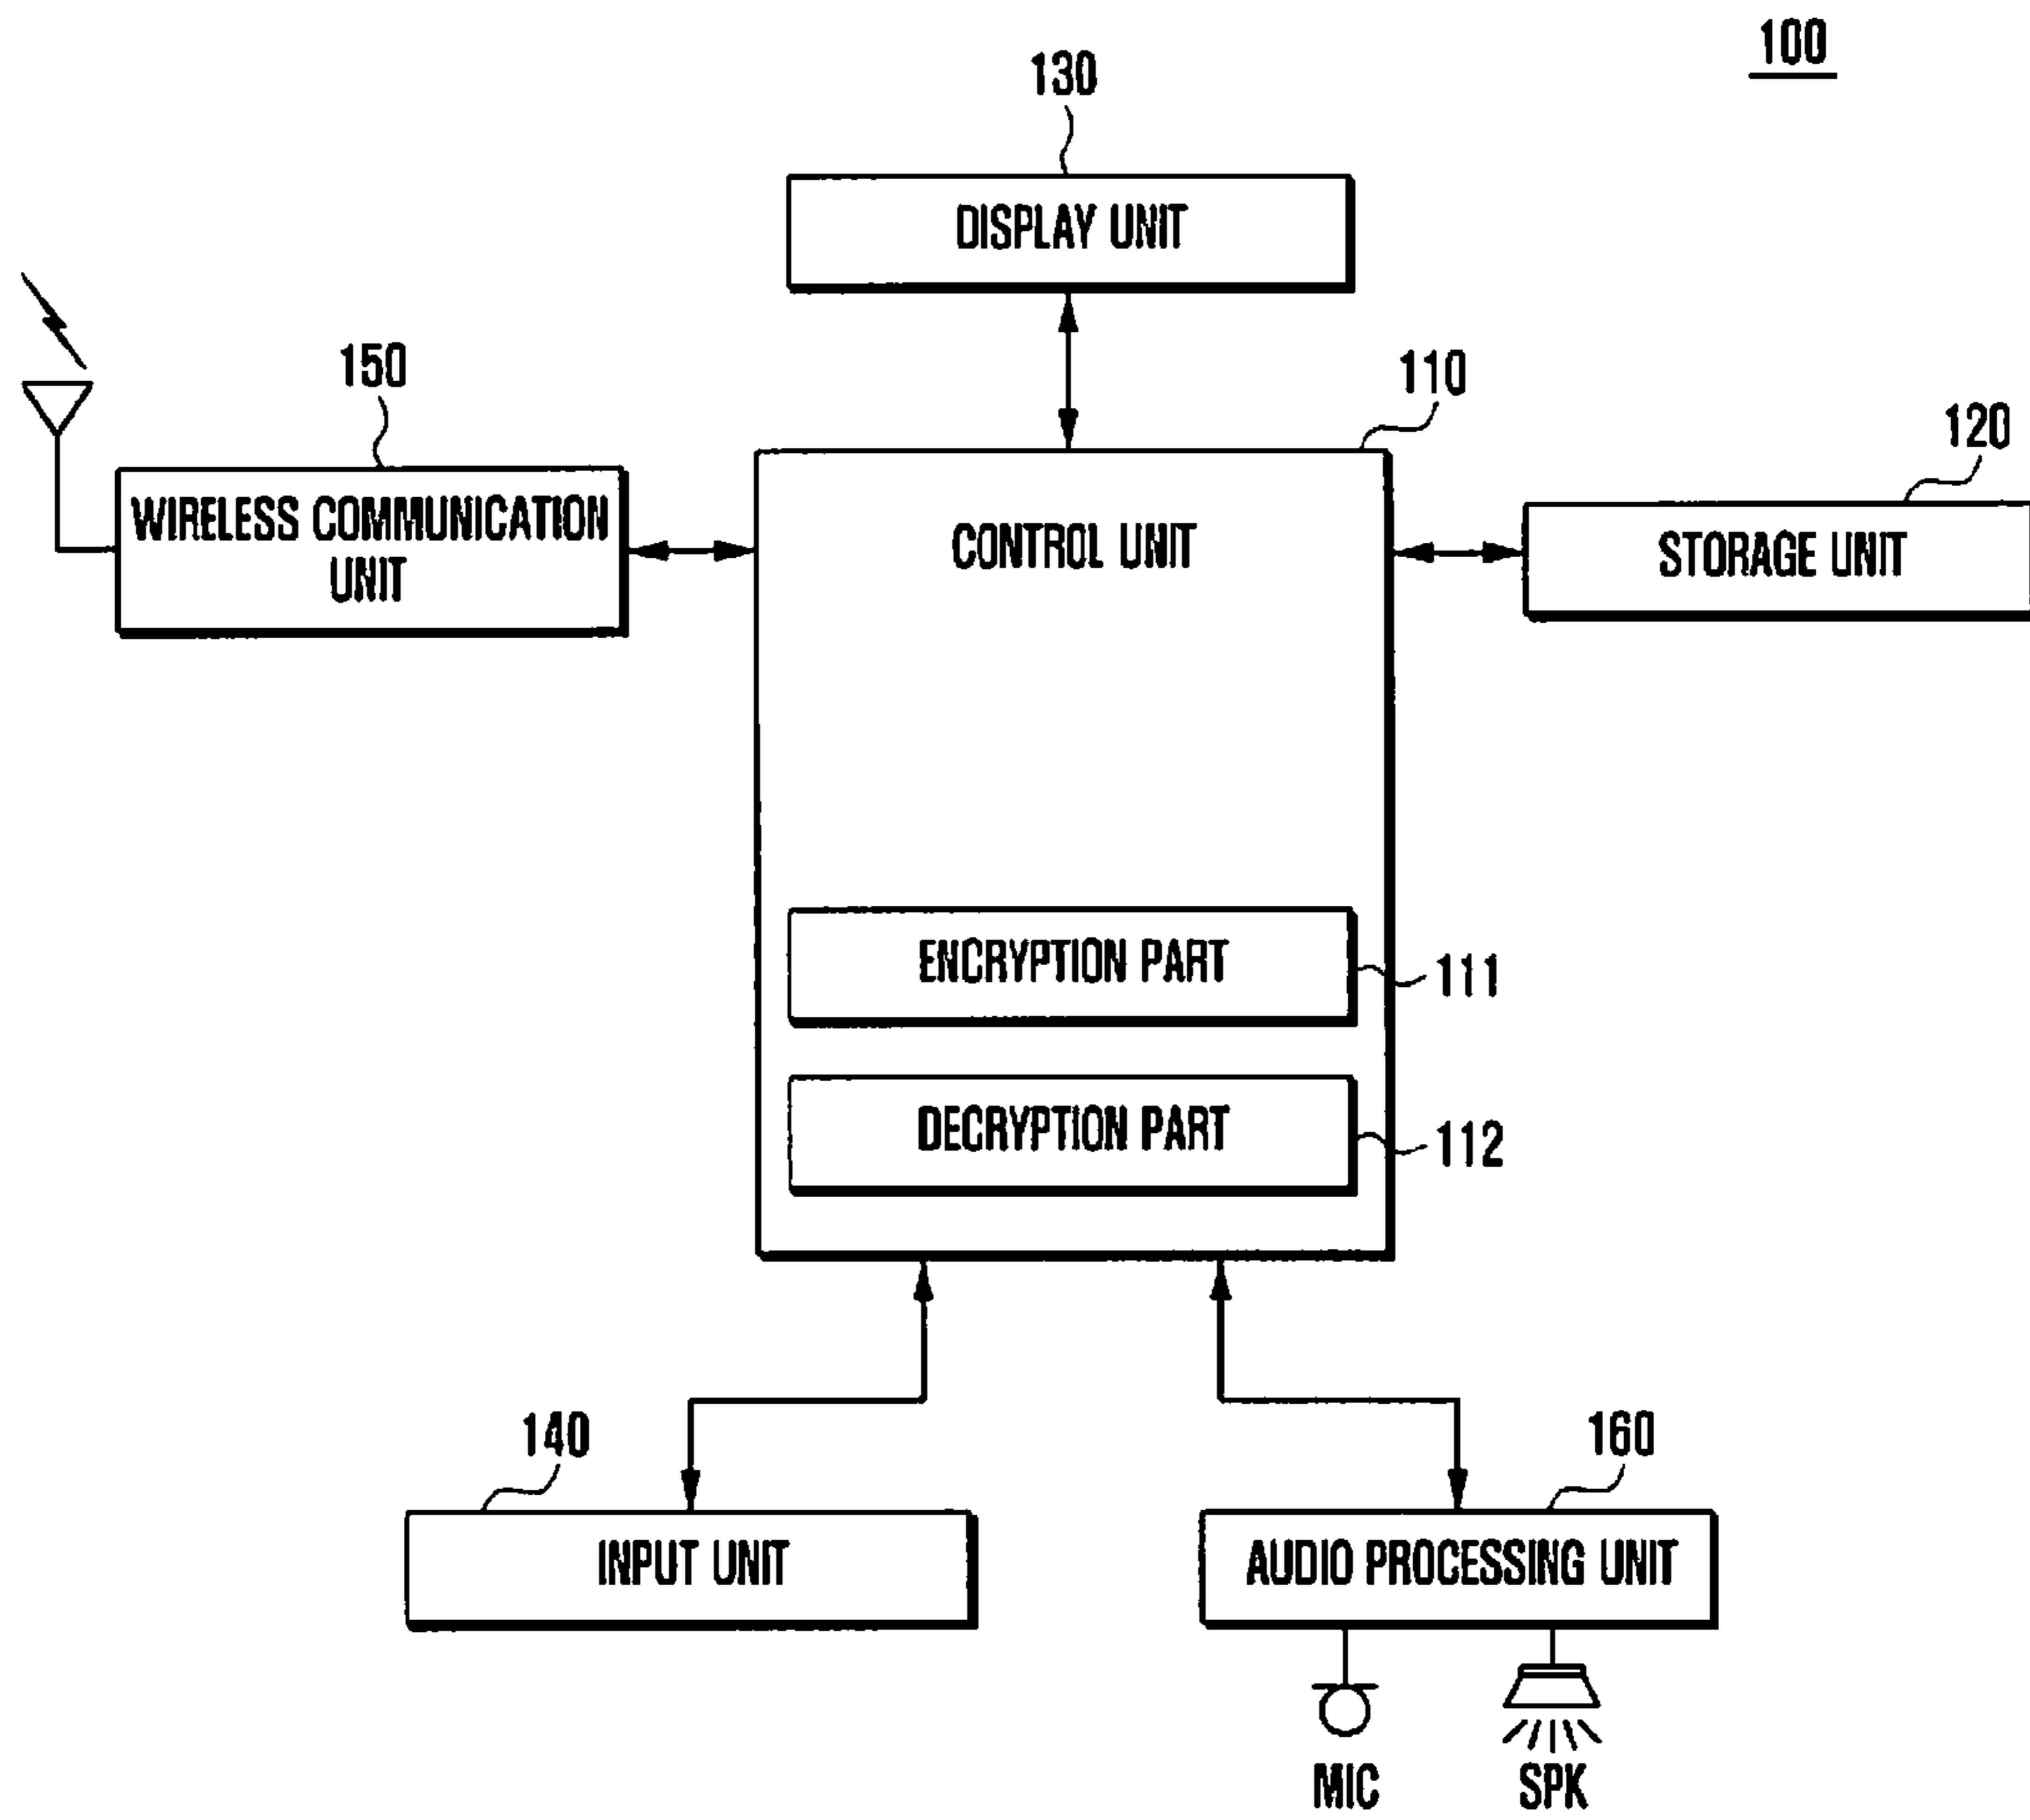 100
130
DISPLAY UNIT
150
110
120
WIRELESS COMMUNICATION
UNIT
CONTROL UNIT
STORAGE UNIT
ENCRYPTION PART
111
DECRYPTION PART
112
140
160
INPUT UNIT
AUDIO PROCESSING UNIT
MIC
SPK